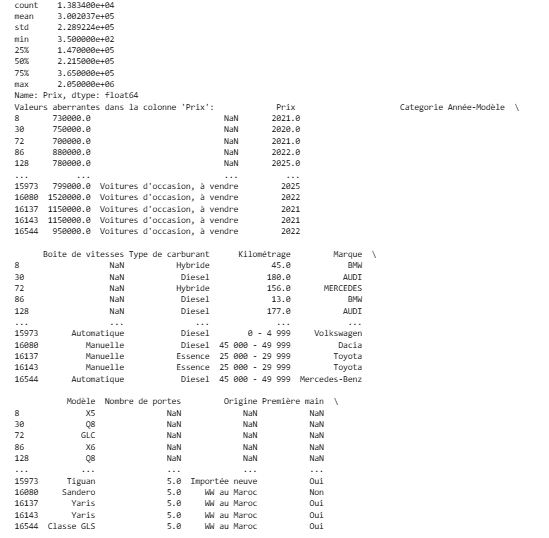 count    1.383400e+04
mean     3.002037e+05
std      2.289224e+05
min      3.500000e+02
25%      1.470000e+05
50%      2.215000e+05
75%      3.650000e+05
max      2.050000e+06
Name: Prix, dtype: float64
Valeurs aberrantes dans la colonne 'Prix':            Prix                     Categorie Année-Modèle  \
8       730000.0                           NaN       2021.0
30      750000.0                           NaN       2020.0
72      700000.0                           NaN       2021.0
86      880000.0                           NaN       2022.0
128     780000.0                           NaN       2025.0
...          ...                           ...          ...
15973   799000.0  Voitures d'occasion, à vendre         2025
16080  1520000.0  Voitures d'occasion, à vendre         2022
16137  1150000.0  Voitures d'occasion, à vendre         2021
16143  1150000.0  Voitures d'occasion, à vendre         2021
16544   950000.0  Voitures d'occasion, à vendre         2022
Boite de vitesses Type de carburant      Kilométrage         Marque  \
8                   NaN           Hybride             45.0            BMW
30                  NaN            Diesel            180.0           AUDI
72                  NaN           Hybride            156.0       MERCEDES
86                  NaN            Diesel             13.0            BMW
128                 NaN            Diesel            177.0           AUDI
...                 ...               ...              ...            ...
15973       Automatique            Diesel        0 - 4 999     Volkswagen
16080          Manuelle            Diesel  45 000 - 49 999          Dacia
16137          Manuelle           Essence  25 000 - 29 999         Toyota
16143          Manuelle           Essence  25 000 - 29 999         Toyota
16544       Automatique            Diesel  45 000 - 49 999  Mercedes-Benz
Modèle  Nombre de portes          Origine Première main  \
8              X5               NaN              NaN           NaN
30             Q8               NaN              NaN           NaN
72            GLC               NaN              NaN           NaN
86             X6               NaN              NaN           NaN
128            Q8               NaN              NaN           NaN
...           ...               ...              ...           ...
15973      Tiguan               5.0  Importée neuve           Oui
16080     Sandero               5.0     WW au Maroc           Non
16137       Yaris               5.0     WW au Maroc           Oui
16143       Yaris               5.0     WW au Maroc           Oui
16544  Classe GLS               5.0     WW au Maroc           Oui